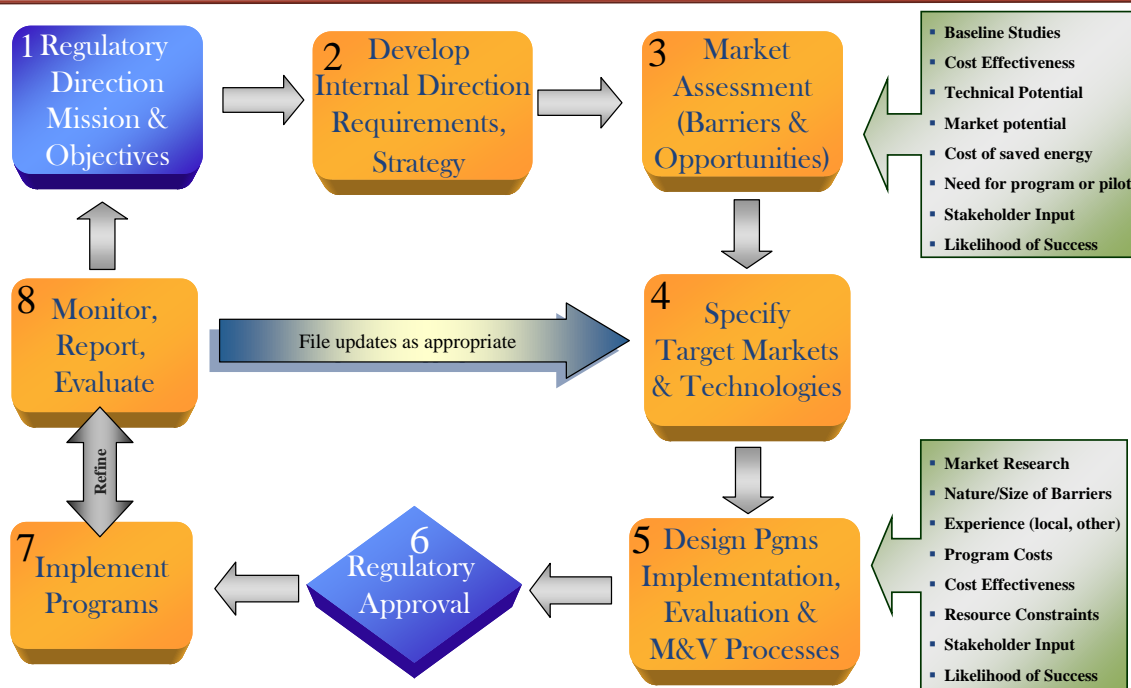 1 Regulatory
Direction
Mission &
Objectives
2 Develop
Internal Direction
Requirements,
Strategy
3 Market
Assessment
(Barriers &
Opportunities)
▪ Baseline Studies
▪ Cost Effectiveness
▪ Technical Potential
▪ Market potential
▪ Cost of saved energy
▪ Need for program or pilot
▪ Stakeholder Input
▪ Likelihood of Success
8 Monitor,
Report,
Evaluate
File updates as appropriate
4 Specify
Target Markets
& Technologies
Refine
7 Implement
Programs
6
Regulatory
Approval
5 Design Pgms
Implementation,
Evaluation &
M&V Processes
▪ Market Research
▪ Nature/Size of Barriers
▪ Experience (local, other)
▪ Program Costs
▪ Cost Effectiveness
▪ Resource Constraints
▪ Stakeholder Input
▪ Likelihood of Success